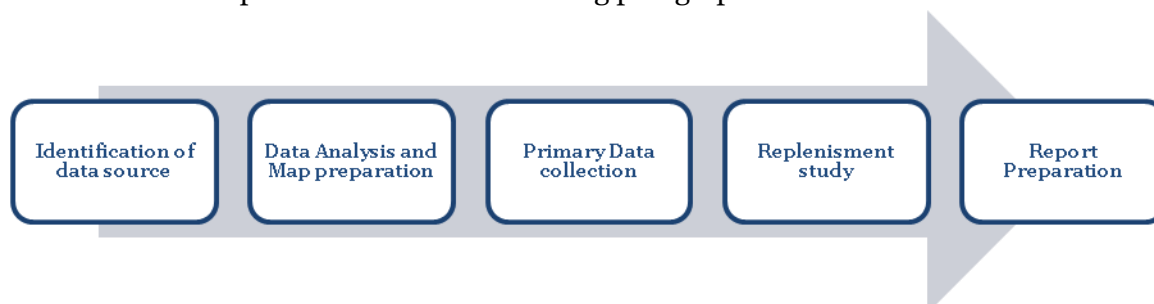 Identification of
data source
Data Analysis and
Map preparation
Primary Data
collection
Replenisment
study
Report
Preparation